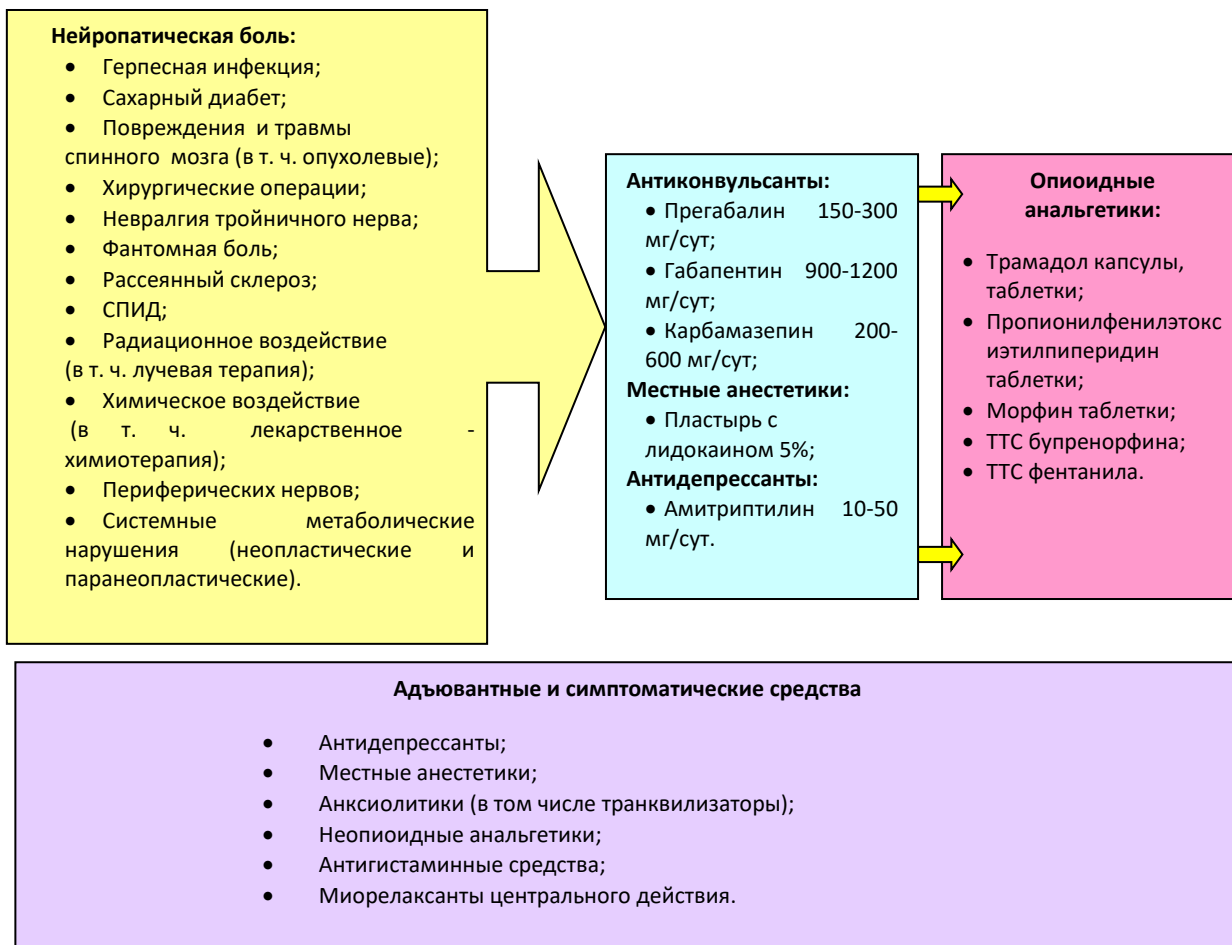 Нейропатическая боль:
• Герпесная инфекция;
• Сахарный диабет;
• Повреждения и травмы
спинного мозга (в т. ч. опухолевые);
• Хирургические операции;
• Невралгия тройничного нерва;
• Фантомная боль;
• Рассеянный склероз;
• СПИД;
• Радиационное воздействие
(в т. ч. лучевая терапия);
• Химическое воздействие
(в т. ч. лекарственное -
химиотерапия);
• Периферических нервов;
• Системные метаболические
нарушения (неопластические и
паранеопластические).
Антиконвульсанты:
• Прегабалин 150-300
мг/сут;
• Габапентин 900-1200
мг/сут;
• Карбамазепин 200-
600 мг/сут;
Местные анестетики:
• Пластырь с
лидокаином 5%;
Антидепрессанты:
• Амитриптилин 10-50
мг/сут.
Опиоидные
анальгетики:
• Трамадол капсулы,
таблетки;
• Пропионилфенилэтокс
иэтилпиперидин
таблетки;
• Морфин таблетки;
• ТТС бупренорфина;
• ТТС фентанила.
Адъювантные и симптоматические средства
• Антидепрессанты;
• Местные анестетики;
• Анксиолитики (в том числе транквилизаторы);
• Неопиоидные анальгетики;
• Антигистаминные средства;
• Миорелаксанты центрального действия.